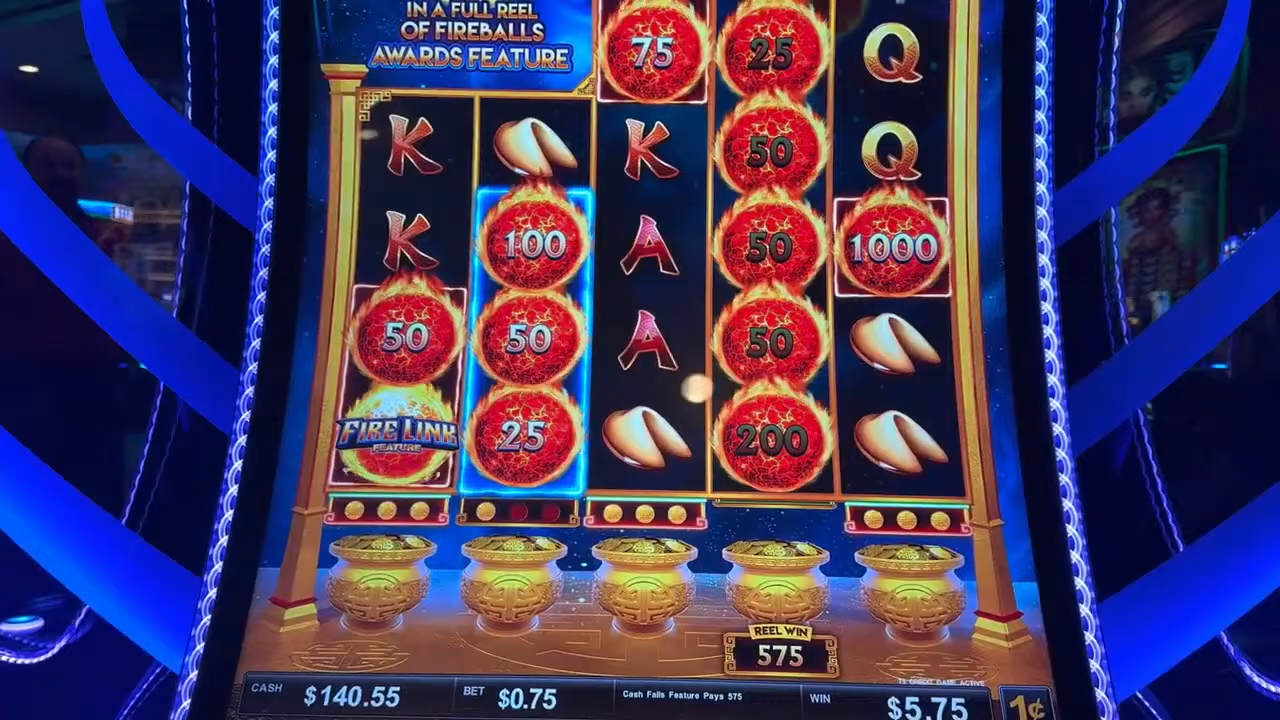 IN A FULL REEL
OF FIREBALLS
AWARDS FEATURE
75
25
Q
K
K
50
Q
K
100
A
50
1000
50
50
A
50
FIRE LINK
FEATURE
25
200
REEL WIN
575
CASH $140.55
BET $0.75
Cash Falls Feature Pays 575
WIN $5.75
1¢